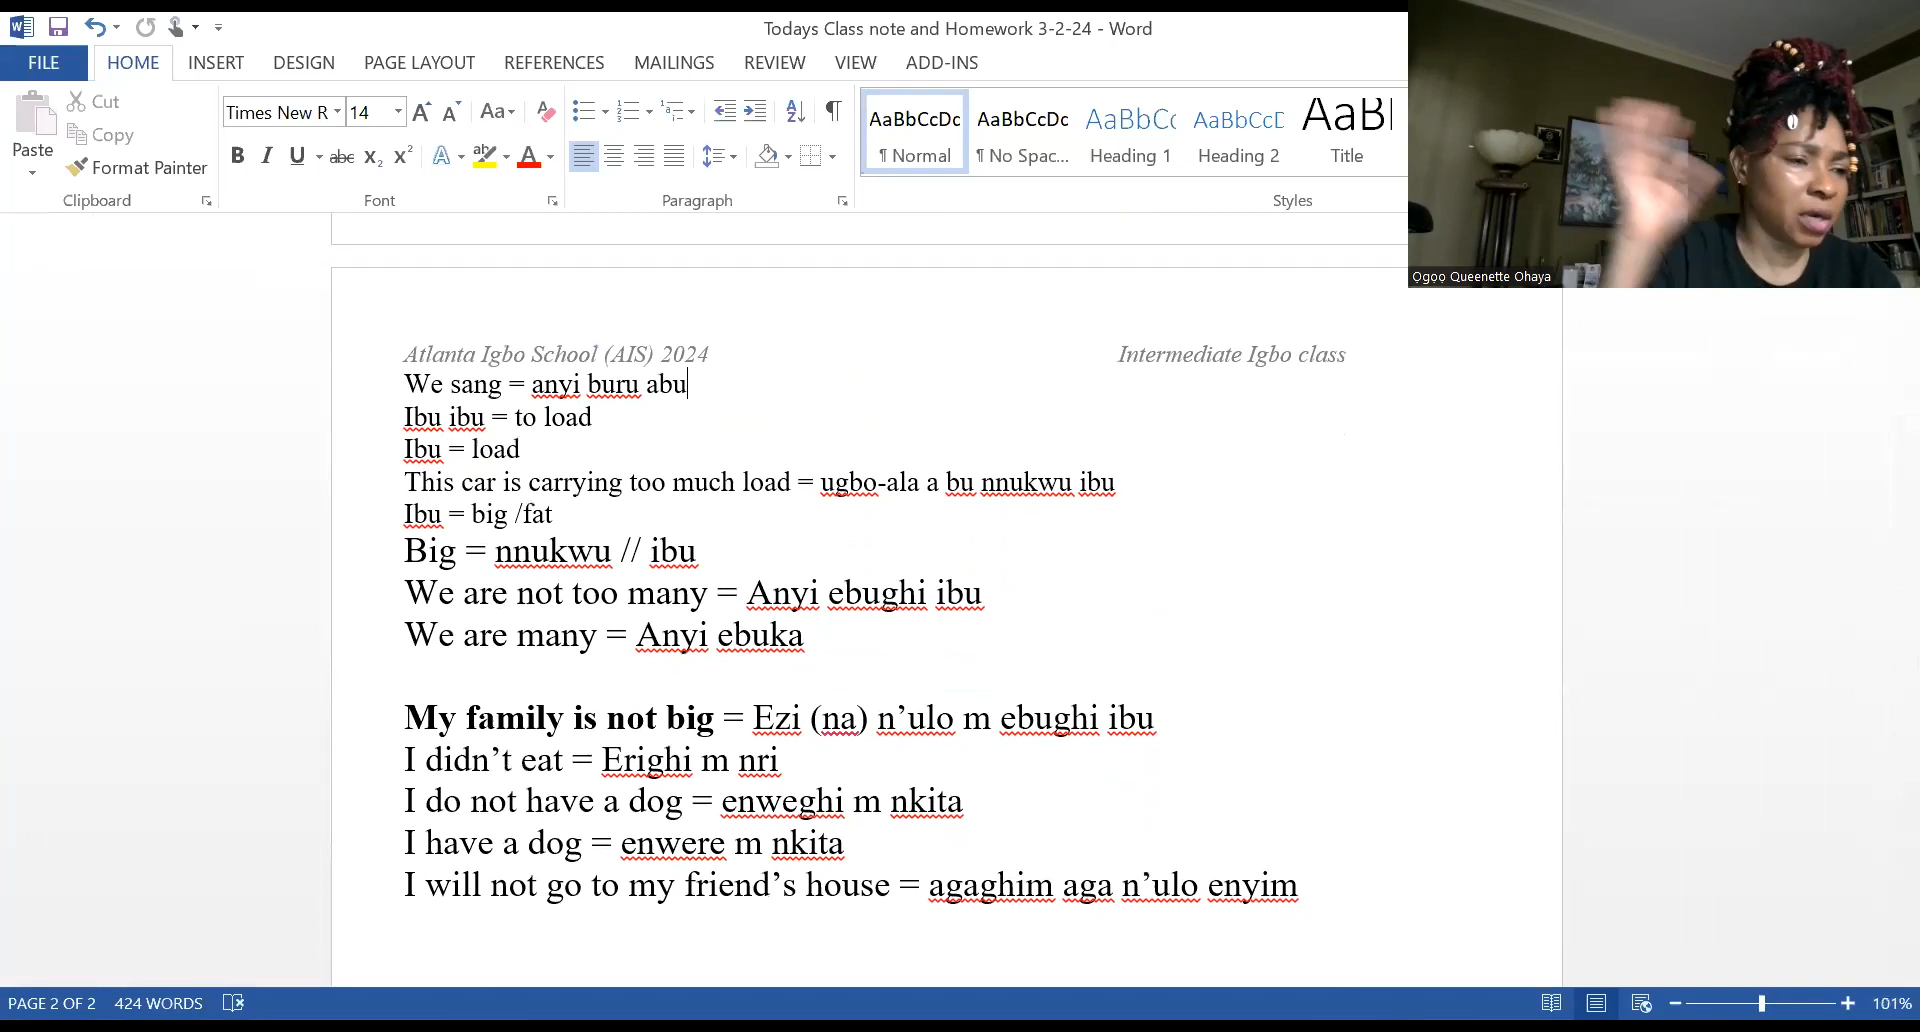 Todays Class note and Homework 3-2-24 - Word
FILE HOME INSERT DESIGN PAGE LAYOUT REFERENCES MAILINGS REVIEW VIEW ADD-INS
Cut
Copy
Format Painter
Paste
Clipboard
Times New R 14
Font
Paragraph
AaBbCcDc AaBbCcDc AaBbCc AaBbCcD AaBl
¶ Normal ¶ No Spac... Heading 1 Heading 2 Title
Styles
Ọgọọ Queenette Ohaya
Atlanta Igbo School (AIS) 2024 Intermediate Igbo class
We sang = anyi buru abu
Ibu ibu = to load
Ibu = load
This car is carrying too much load = ugbo-ala a bu nnukwu ibu
Ibu = big /fat
Big = nnukwu // ibu
We are not too many = Anyi ebughi ibu
We are many = Anyi ebuka
My family is not big = Ezi (na) n’ulo m ebughi ibu
I didn’t eat = Erighi m nri
I do not have a dog = enweghi m nkita
I have a dog = enwere m nkita
I will not go to my friend’s house = agaghim aga n’ulo enyim
PAGE 2 OF 2 424 WORDS 101%